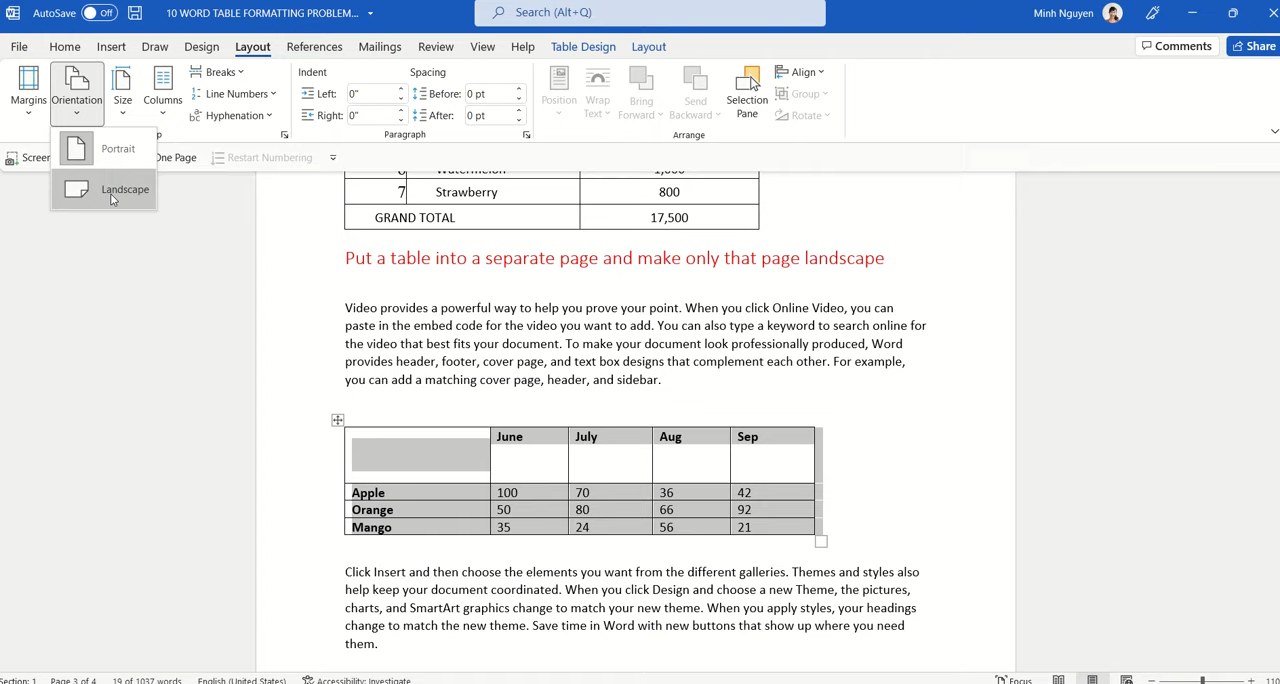 AutoSave Off 10 WORD TABLE FORMATTING PROBLEM... Search (Alt+Q) Minh Nguyen
File Home Insert Draw Design Layout References Mailings Review View Help Table Design Layout Comments Share
Margins Orientation Size Columns
Breaks
Line Numbers
Hyphenation
Indent Spacing
Left: 0" Before: 0 pt
Right: 0" After: 0 pt
Paragraph
Position Wrap Text Bring Forward Send Backward Selection Pane
Align
Group
Rotate
Arrange
Portrait
Landscape
Screen One Page Restart Numbering
Watermelon
7 Strawberry 800
GRAND TOTAL 17,500
Put a table into a separate page and make only that page landscape
Video provides a powerful way to help you prove your point. When you click Online Video, you can
paste in the embed code for the video you want to add. You can also type a keyword to search online for
the video that best fits your document. To make your document look professionally produced, Word
provides header, footer, cover page, and text box designs that complement each other. For example,
you can add a matching cover page, header, and sidebar.
June July Aug Sep
Apple 100 70 36 42
Orange 50 80 66 92
Mango 35 24 56 21
Click Insert and then choose the elements you want from the different galleries. Themes and styles also
help keep your document coordinated. When you click Design and choose a new Theme, the pictures,
charts, and SmartArt graphics change to match your new theme. When you apply styles, your headings
change to match the new theme. Save time in Word with new buttons that show up where you need
them.
Section: 1 Page 3 of 4 19 of 1037 words English (United States) Accessibility: Investigate Focus 110